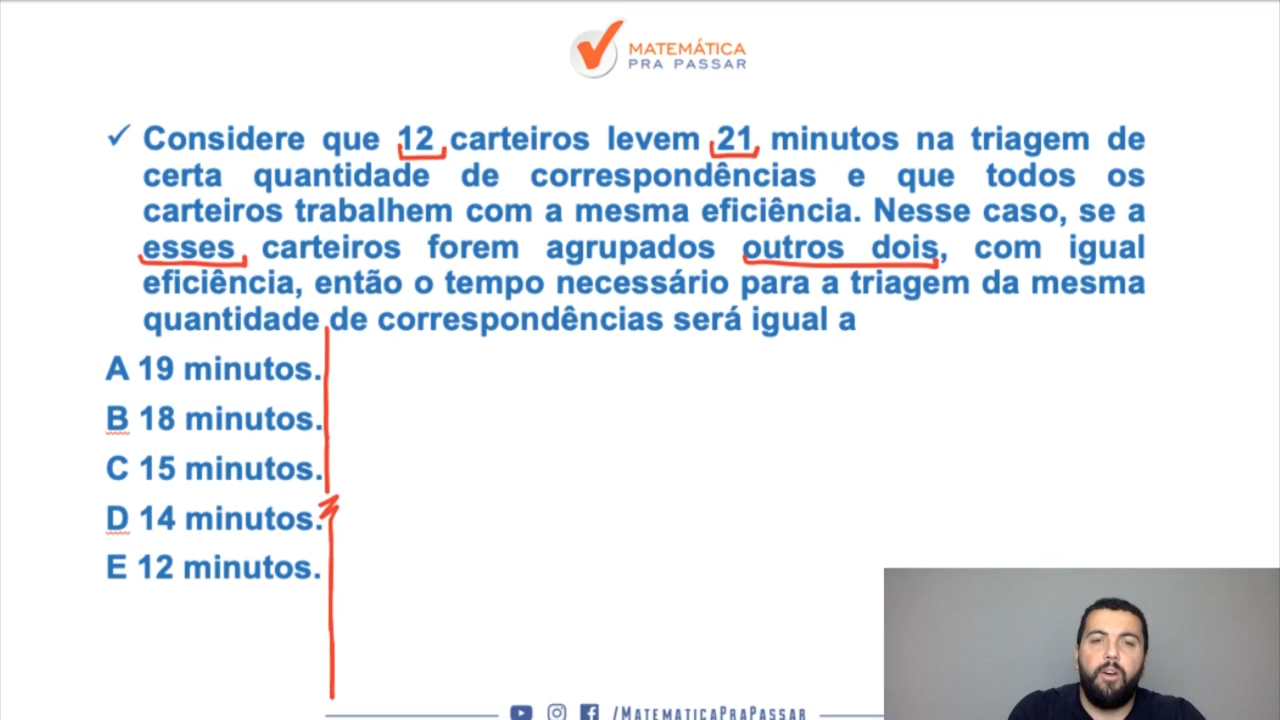 MATEMÁTICA
PRA PASSAR
✓ Considere que 12 carteiros levem 21 minutos na triagem de
certa quantidade de correspondências e que todos os
carteiros trabalhem com a mesma eficiência. Nesse caso, se a
esses carteiros forem agrupados outros dois, com igual
eficiência, então o tempo necessário para a triagem da mesma
quantidade de correspondências será igual a
A 19 minutos.
B 18 minutos.
C 15 minutos.
D 14 minutos.
E 12 minutos.
/MATEMATICAPRAPASSAR